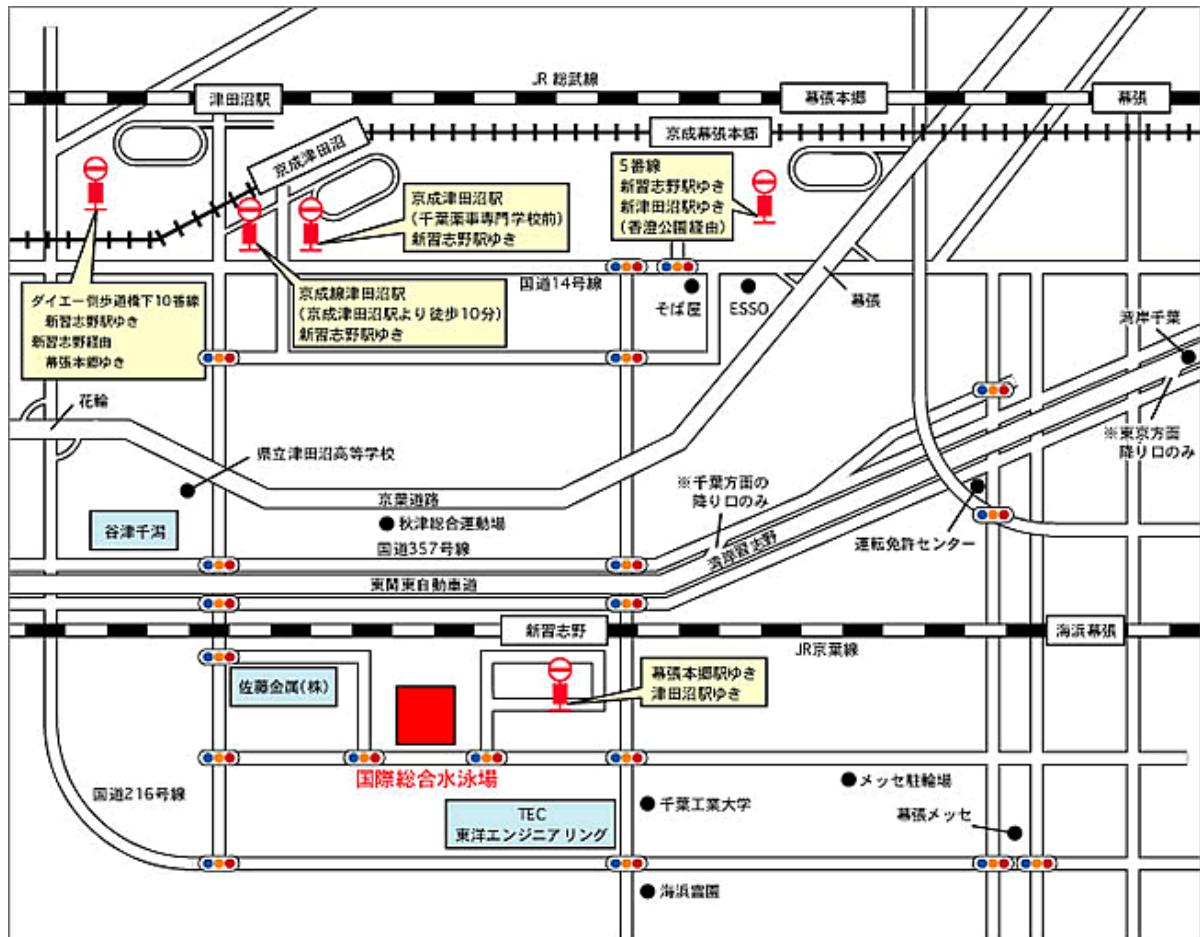 JR 総武線
津田沼駅
幕張本郷
幕張
京成幕張本郷
京成津田沼
5番線
新習志野駅ゆき
新津田沼駅ゆき
(香澄公園経由)
京成津田沼駅
(千葉薬事専門学校前)
新習志野駅ゆき
国道14号線
京成線津田沼駅
(京成津田沼駅より徒歩10分)
新習志野駅ゆき
ダイエー側歩道橋下10番線
新習志野駅ゆき
新習志野経由
幕張本郷ゆき
そば屋
ESSO
幕張
湾岸千葉
花輪
※東京方面
降り口のみ
県立津田沼高等学校
※千葉方面の
降り口のみ
京葉道路
谷津千潟
秋津総合運動場
国道357号線
湾岸習志野
運転免許センター
東関東自動車道
新習志野
海浜幕張
JR京葉線
佐藤金属(株)
幕張本郷駅ゆき
津田沼駅ゆき
国際総合水泳場
国道216号線
メッセ駐輪場
千葉工業大学
幕張メッセ
TEC
東洋エンジニアリング
海浜霊園